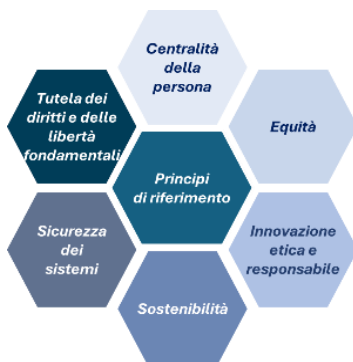 Centralità
della
persona
Tutela dei
diritti e delle
libertà
fondamentali
Equità
Principi
di riferimento
Sicurezza
dei
sistemi
Innovazione
etica e
responsabile
Sostenibilità